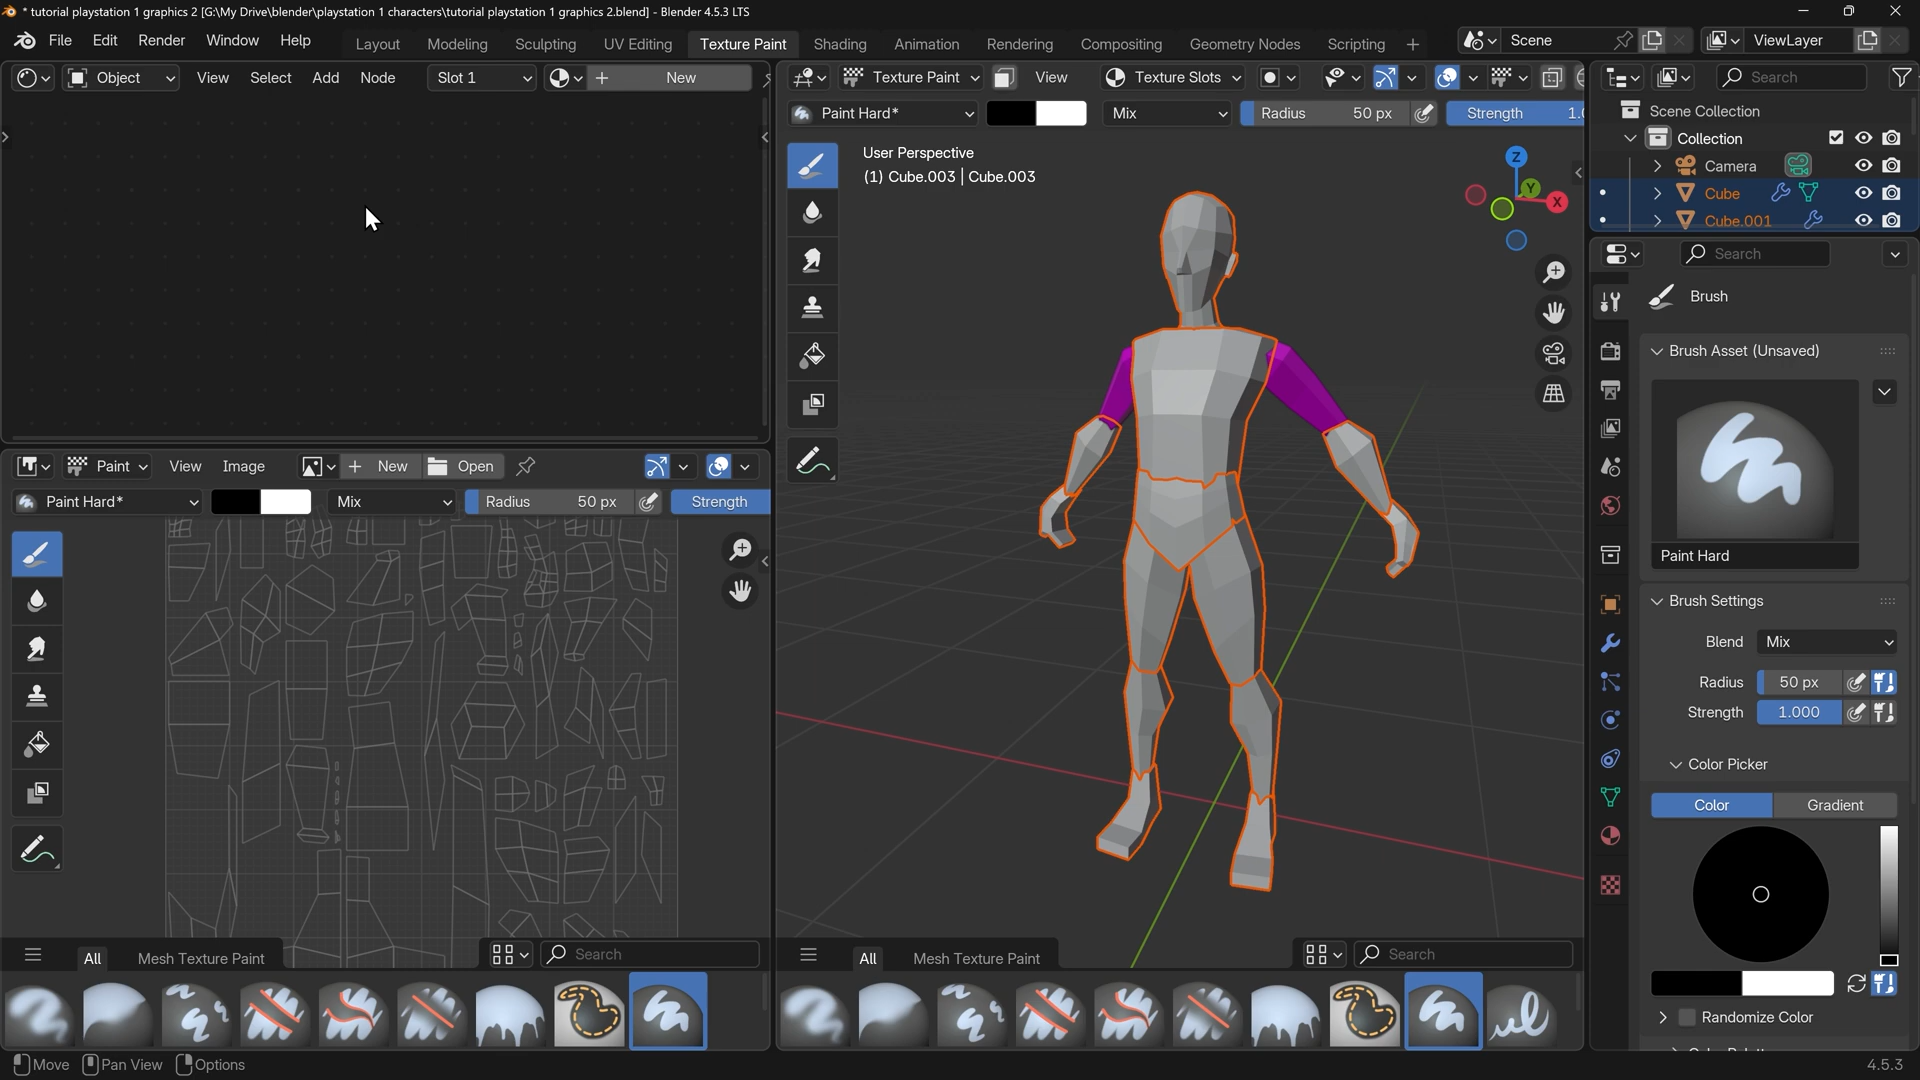 * tutorial playstation 1 graphics 2 [G:\My Drive\blender\playstation 1 characters\tutorial playstation 1 graphics 2.blend] - Blender 4.5.3 LTS
File Edit Render Window Help
Layout Modeling Sculpting UV Editing Texture Paint Shading Animation Rendering Compositing Geometry Nodes Scripting
Scene
ViewLayer
Object View Select Add Node Slot 1 New
Texture Paint View Texture Slots
Search
Paint Hard* Mix Radius 50 px Strength
User Perspective
(1) Cube.003 | Cube.003
Z
Y
X
Scene Collection
Collection
Camera
Cube
Cube.001
Search
Brush
Brush Asset (Unsaved)
Paint Hard
Brush Settings
Blend Mix
Radius 50 px
Strength 1.000
Color Picker
Color Gradient
Randomize Color
Paint View Image New Open
Paint Hard* Mix Radius 50 px Strength
All Mesh Texture Paint Search
All Mesh Texture Paint Search
Move Pan View Options
4.5.3